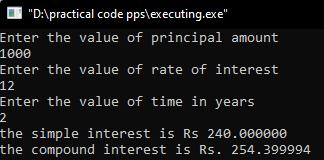 "D:\practical code pps\executing.exe"
Enter the value of principal amount
1000
Enter the value of rate of interest
12
Enter the value of time in years
2
the simple interest is Rs 240.000000
the compound interest is Rs. 254.399994